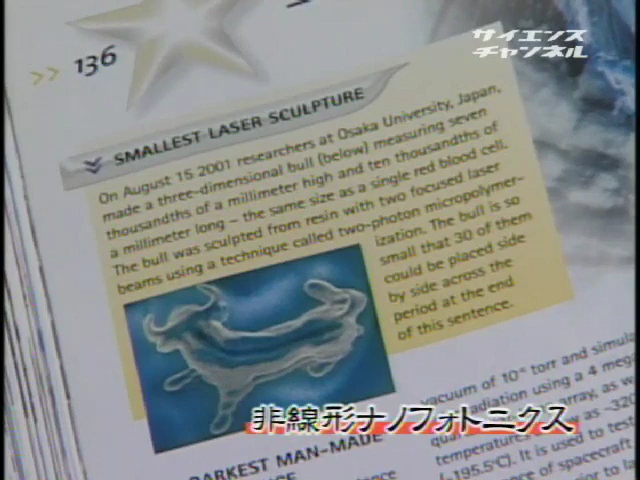 サイエンス
チャンネル
>> 136
SMALLEST LASER SCULPTURE
On August 15 2001 researchers at Osaka University, Japan,
made a three-dimensional bull (below) measuring seven
thousandths of a millimeter high and ten thousandths of
a millimeter long – the same size as a single red blood cell.
The bull was sculpted from resin with two focused laser
beams using a technique called two-photon micropolymer-
ization. The bull is so
small that 30 of them
could be placed side
by side across the
period at the end
of this sentence.
非線形ナノフォトニクス
DARKEST MAN-MADE
vacuum of 10 torr and simula
radiation using a 4 meg
array, as w
temperatures as –320
195.5°C). It is used to test
of spacecraft